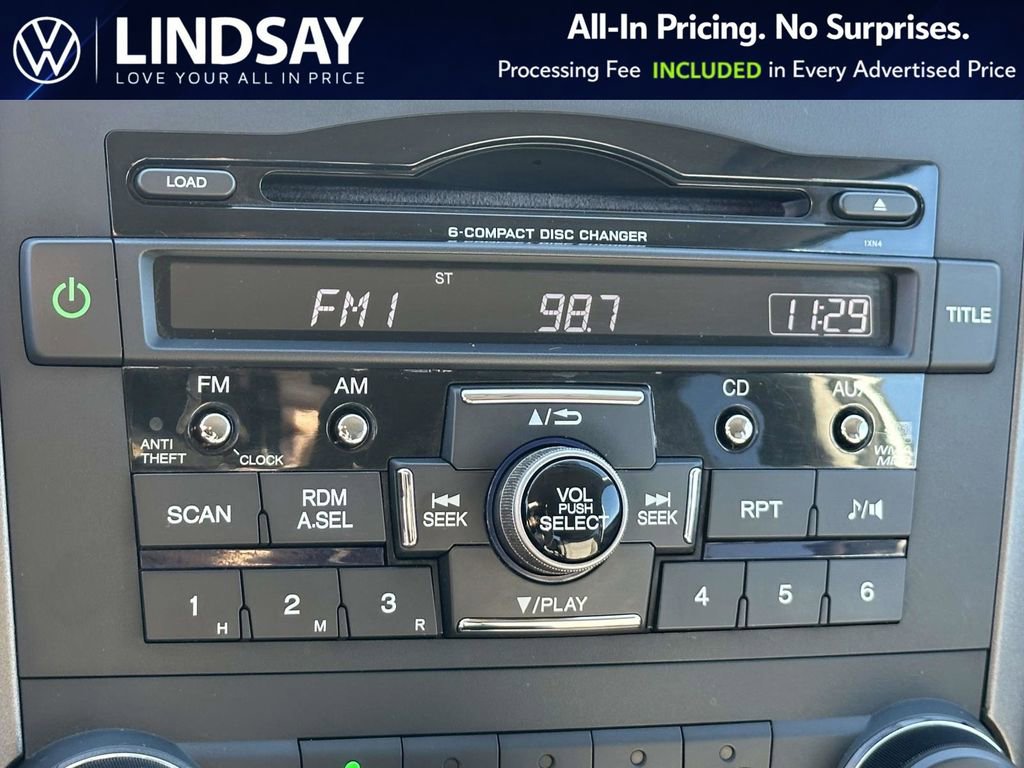 LINDSAY
LOVE YOUR ALL IN PRICE
All-In Pricing. No Surprises.
Processing Fee INCLUDED in Every Advertised Price
LOAD
6-COMPACT DISC CHANGER
1XN4
ST
FM1 98.7 11:29
TITLE
FM AM CD AUX
ANTI
THEFT
CLOCK
▲/
SCAN
RDM
A.SEL
SEEK
VOL
PUSH
SELECT
SEEK
RPT
1 H
2 M
3 R
▼/PLAY
4 5 6